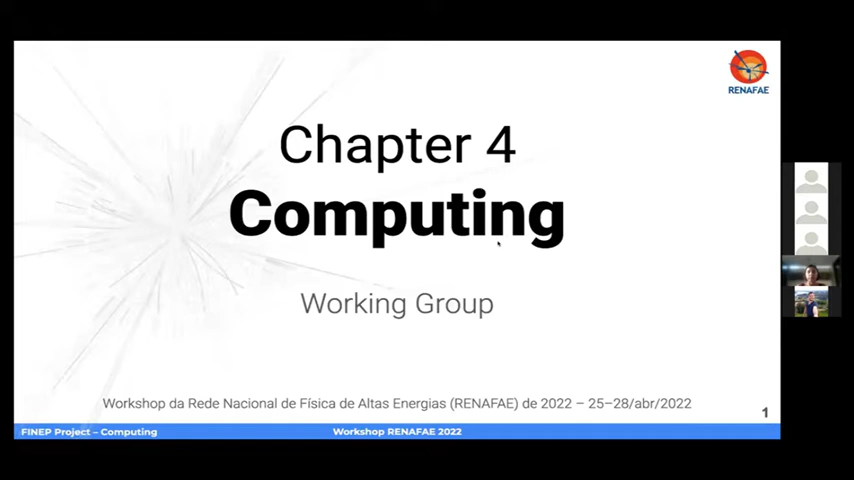 RENAFAE
Chapter 4
Computing
Working Group
Workshop da Rede Nacional de Física de Altas Energias (RENAFAE) de 2022 – 25–28/abr/2022
1
FINEP Project – Computing
Workshop RENAFAE 2022